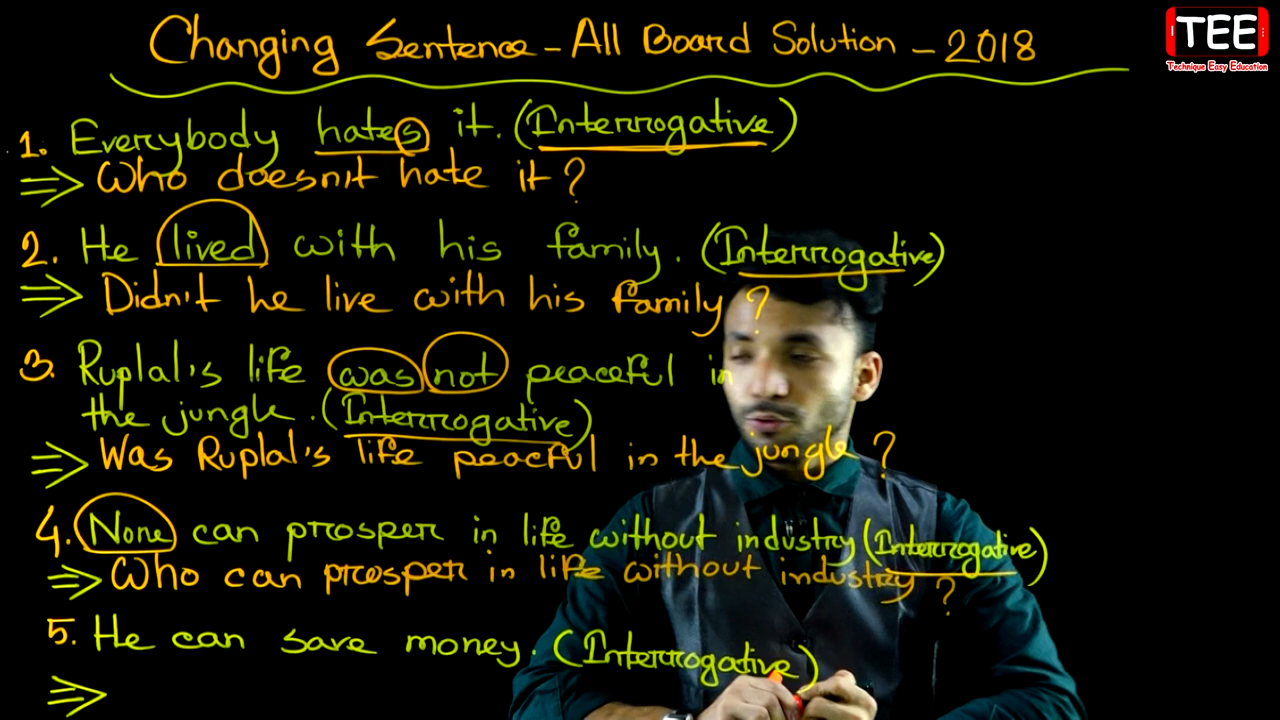 Changing Sentence - All Board Solution - 2018
TEE
Technique Easy Education
1. Everybody hates it. (Interrogative)
⇒ Who doesn't hate it?
2. He lived with his family. (Interrogative)
⇒ Didn't he live with his family?
3. Ruplal's life was not peaceful in
the jungle. (Interrogative)
⇒ Was Ruplal's life peacful in the jungle?
4. None can prosper in life without industry (Interrogative)
⇒ Who can prosper in life without industry?
5. He can save money. (Interrogative)
⇒